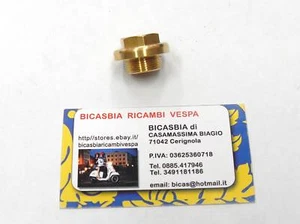 BICASBIA RICAMBI VESPA
http//stores.ebay.it/
bicasbiaricambivespa
BICASBIA di
CASAMASSIMA BIAGIO
71042 Cerignola
P.IVA: 03625360718
Tel. 0885.417946
Tel. 3491181186
email: bicas@hotmail.it